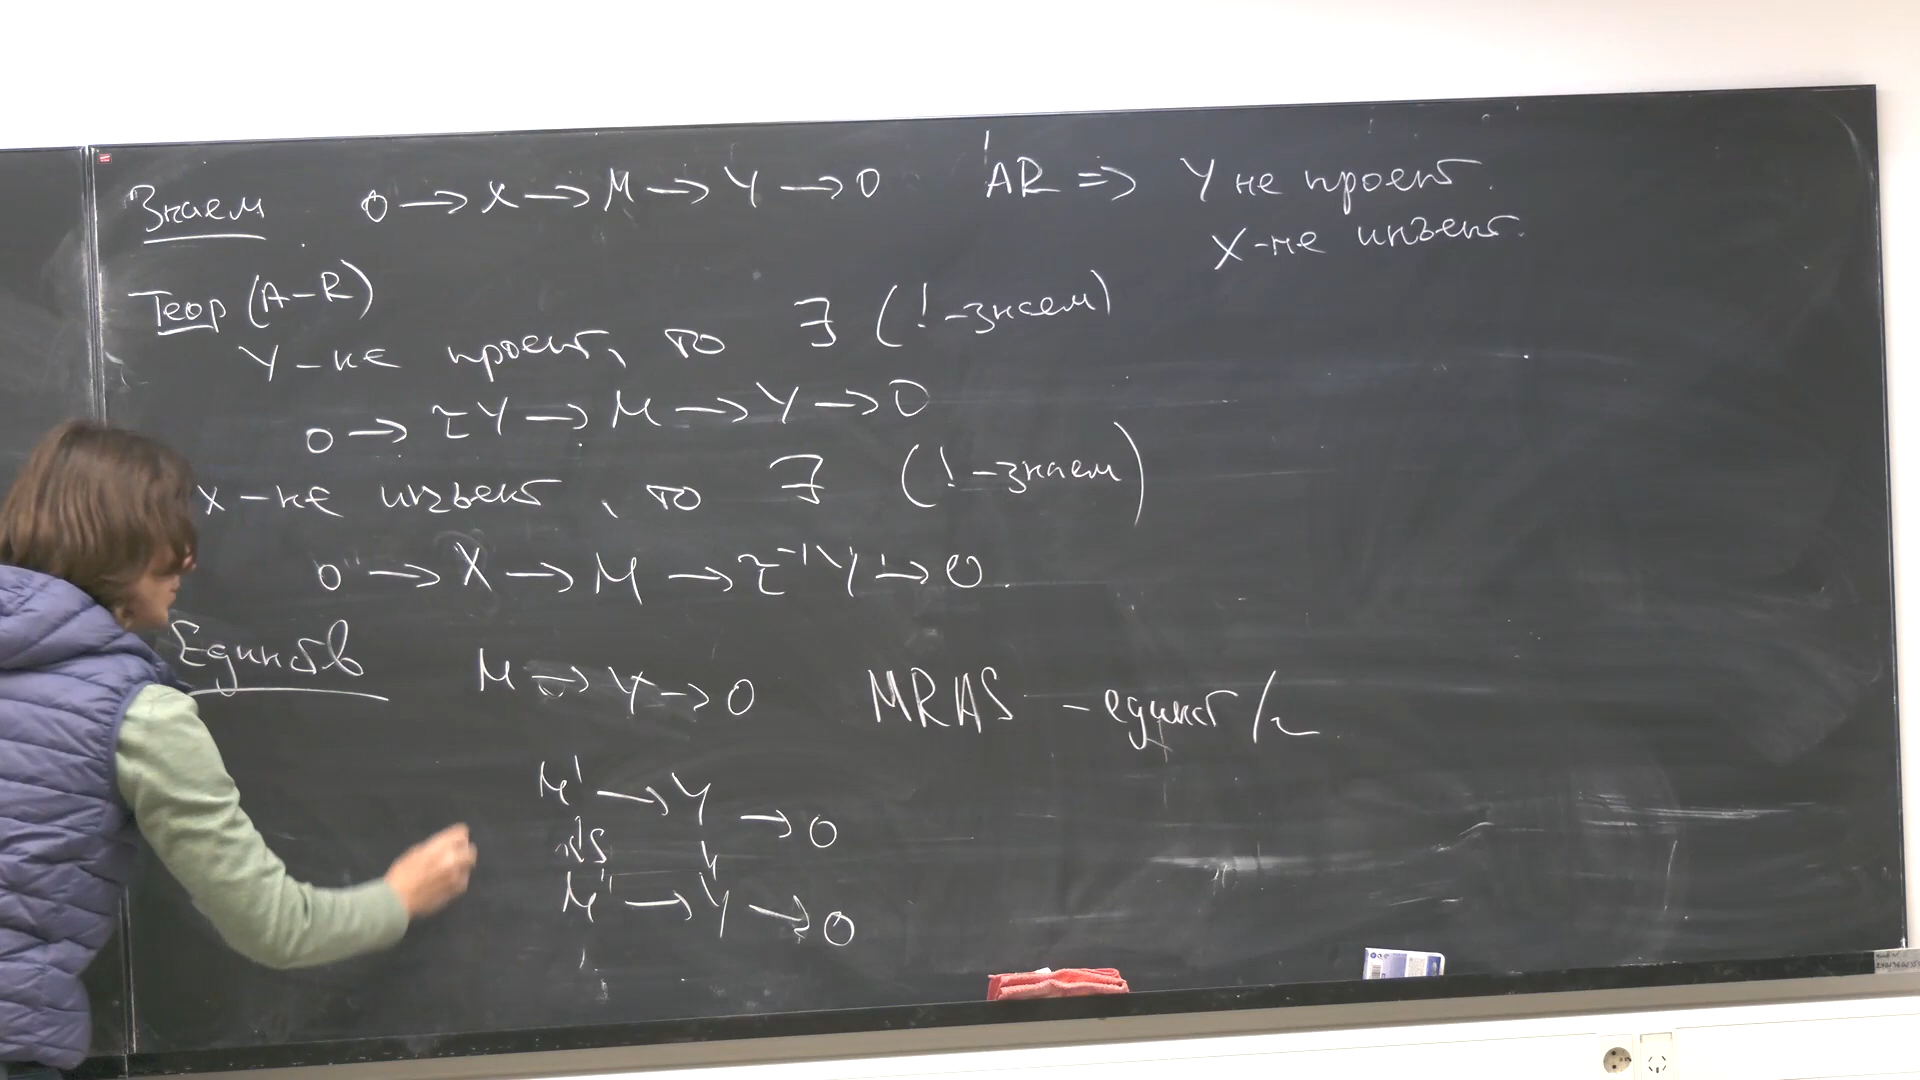 Знаем 0 → X → M → Y → 0 AR => Y не проект.
X-не инъект.
Теор (A-R)
Y-не проект, то ∃ (!-знаем)
0 → τY → M → Y → 0
X-не инъект, то ∃ (!-знаем)
0 → X → M → τ⁻¹Y → 0
Единств M → Y → 0 MRAS - единст/~
M' → Y → 0
M'' → Y → 0